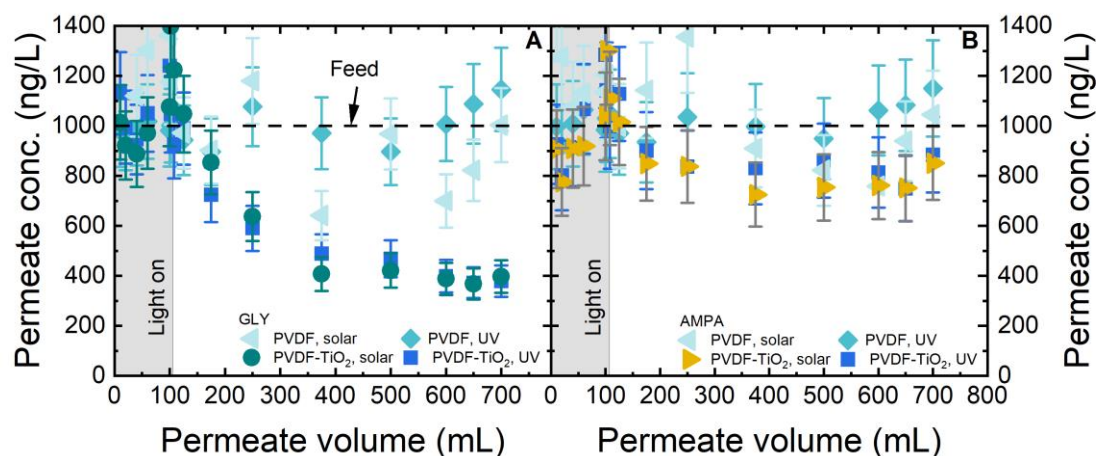 1400
1200
1000
800
600
400
200
0
Permeate conc. (ng/L)
A
Feed
Light on
GLY
PVDF, solar
PVDF, UV
PVDF-TiO₂, solar
PVDF-TiO₂, UV
0 100 200 300 400 500 600 700
Permeate volume (mL)
B
Light on
AMPA
PVDF, solar
PVDF, UV
PVDF-TiO₂, solar
PVDF-TiO₂, UV
0 100 200 300 400 500 600 700 800
Permeate volume (mL)
1400
1200
1000
800
600
400
200
0
Permeate conc. (ng/L)